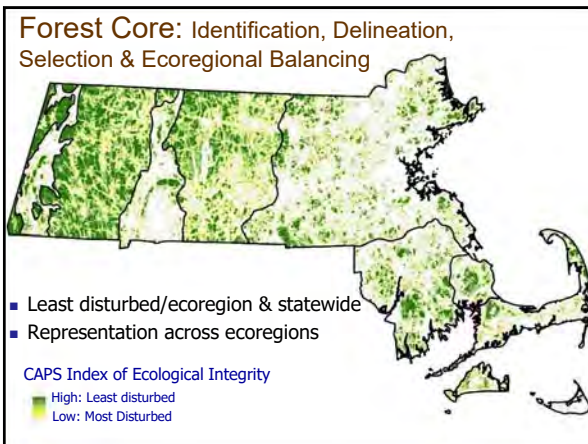 Forest Core: Identification, Delineation,
Selection & Ecoregional Balancing
▪ Least disturbed/ecoregion & statewide
▪ Representation across ecoregions
CAPS Index of Ecological Integrity
High: Least disturbed
Low: Most Disturbed